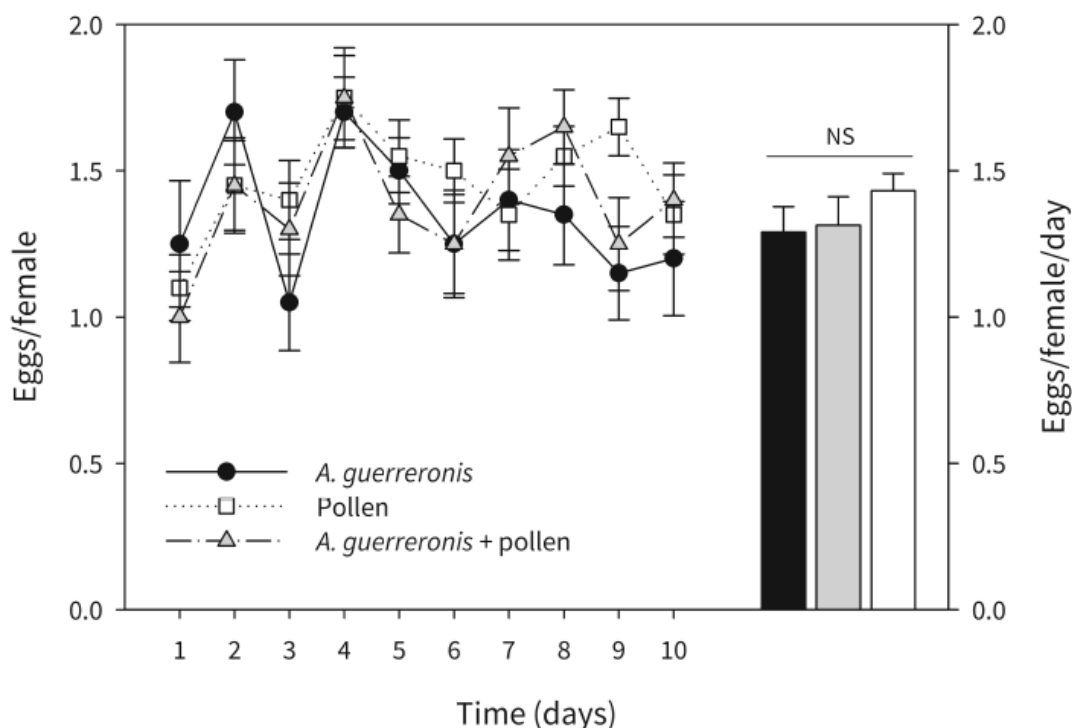 2.0
2.0
NS
1.5
1.5
Eggs/female
Eggs/female/day
1.0
1.0
0.5
0.5
A. guerreronis
Pollen
A. guerreronis + pollen
0.0
0.0
1 2 3 4 5 6 7 8 9 10
Time (days)